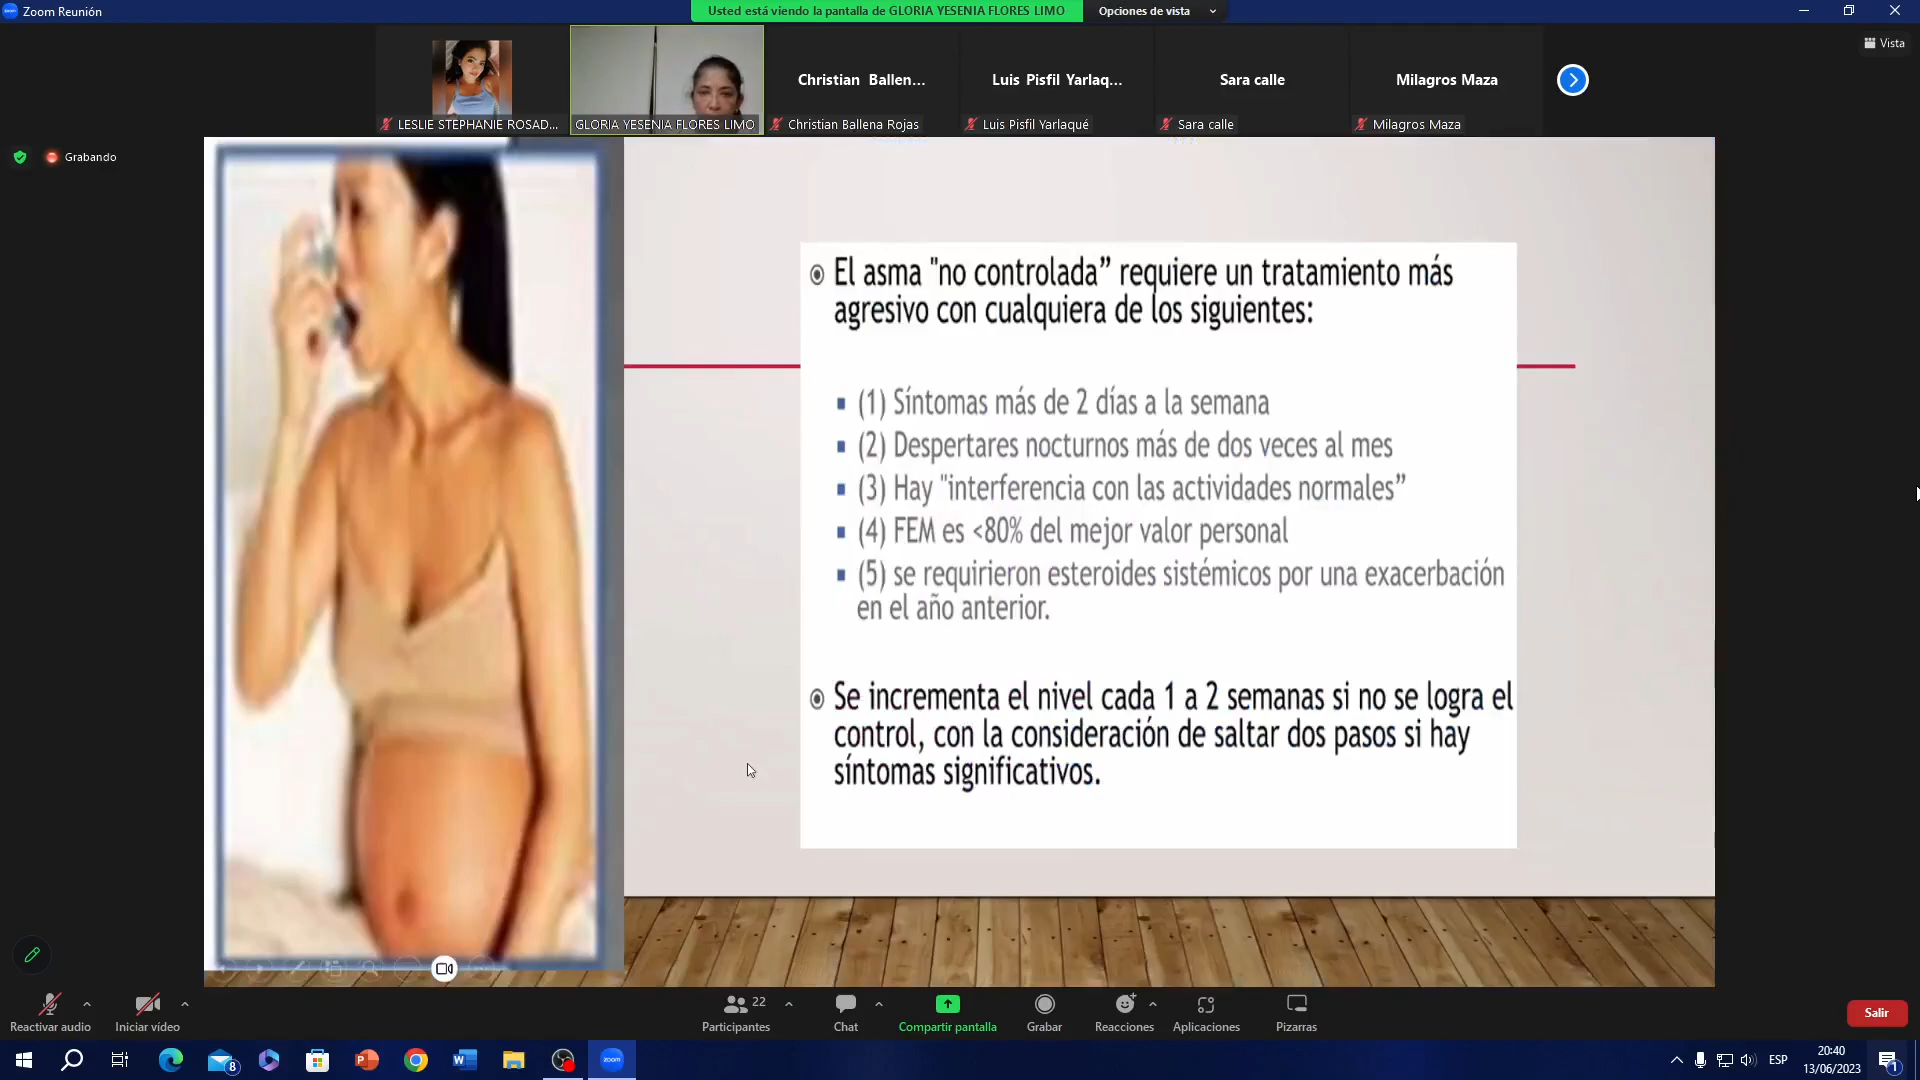 Zoom Reunión
Usted está viendo la pantalla de GLORIA YESENIA FLORES LIMO
Opciones de vista
Vista
Christian Ballen...
Luis Pisfil Yarlaq...
Sara calle
Milagros Maza
LESLIE STEPHANIE ROSAD...
GLORIA YESENIA FLORES LIMO
Christian Ballena Rojas
Luis Pisfil Yarlaqué
Sara calle
Milagros Maza
Grabando
El asma "no controlada” requiere un tratamiento más
agresivo con cualquiera de los siguientes:
(1) Síntomas más de 2 días a la semana
(2) Despertares nocturnos más de dos veces al mes
(3) Hay "interferencia con las actividades normales”
(4) FEM es <80% del mejor valor personal
(5) se requirieron esteroides sistémicos por una exacerbación
en el año anterior.
Se incrementa el nivel cada 1 a 2 semanas si no se logra el
control, con la consideración de saltar dos pasos si hay
síntomas significativos.
Reactivar audio
Iniciar vídeo
22
Participantes
Chat
Compartir pantalla
Grabar
Reacciones
Aplicaciones
Pizarras
Salir
8
zoom
ESP
20:40
13/06/2023
1